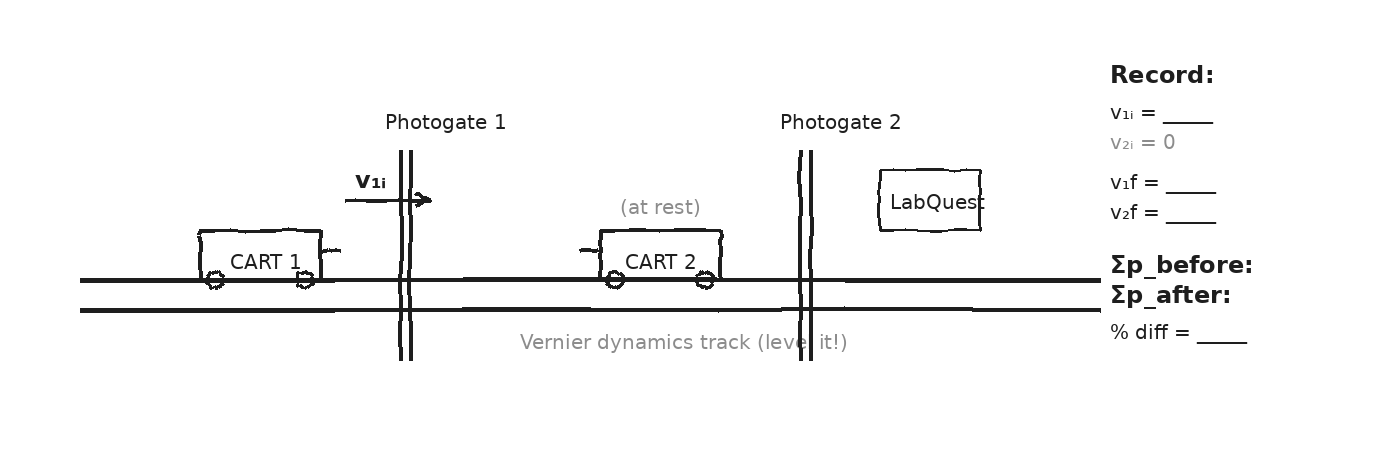 Photogate 1
Photogate 2
v₁ᵢ
(at rest)
LabQuest
CART 1
CART 2
Vernier dynamics track (level it!)
Record:
v₁ᵢ = _____
v₂ᵢ = 0
v₁f = _____
v₂f = _____
Σp_before:
Σp_after:
% diff = _____